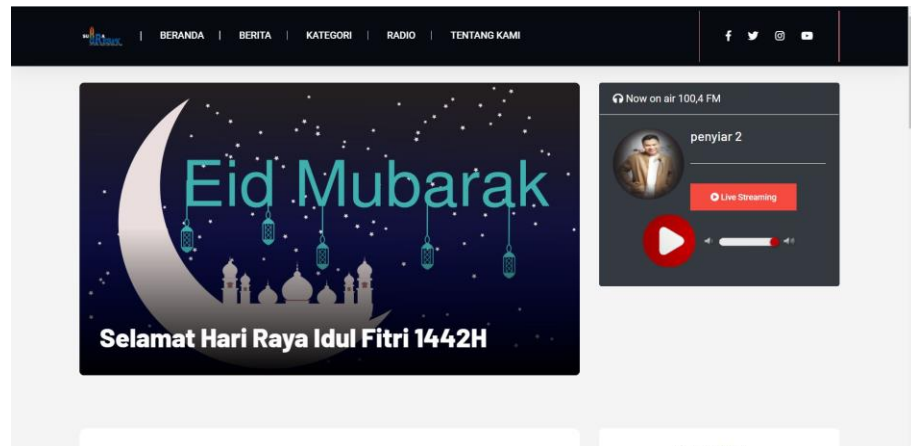 BERANDA | BERITA | KATEGORI | RADIO | TENTANG KAMI
Eid Mubarak
Selamat Hari Raya Idul Fitri 1442H
Now on air 100,4 FM
penyiar 2
Live Streaming